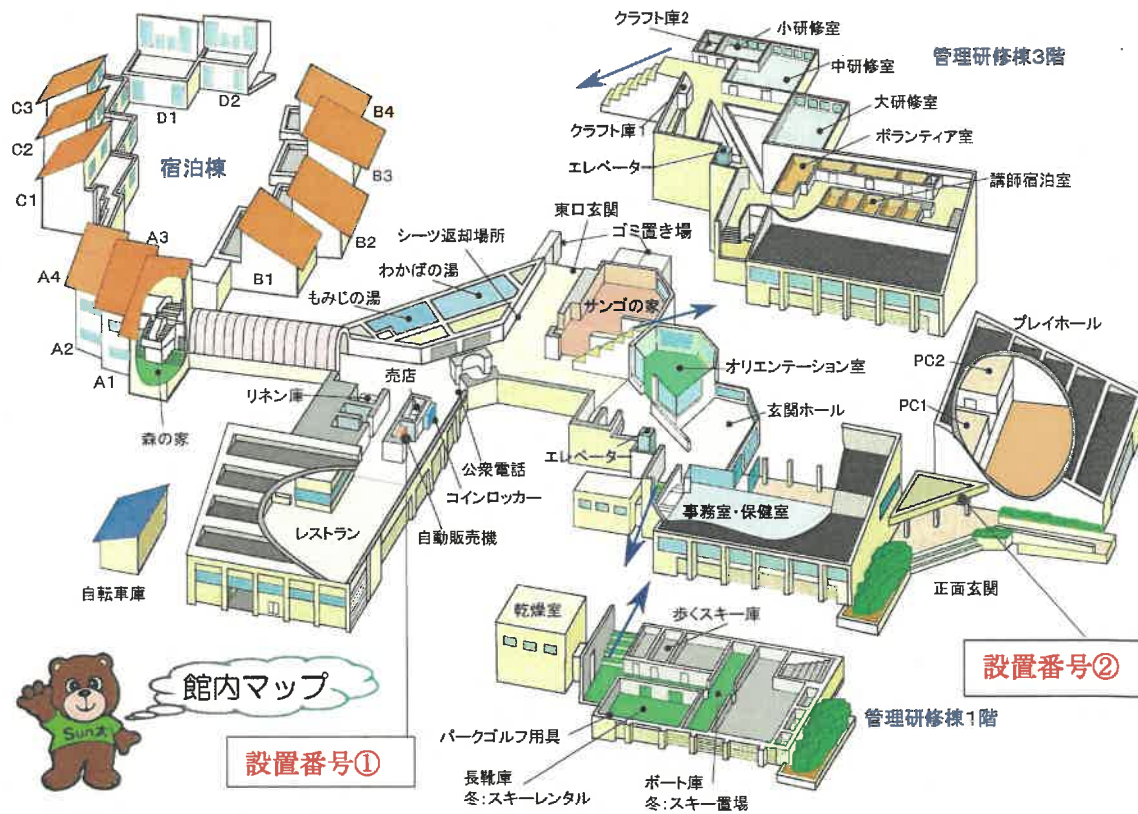 クラフト庫2
小研修室
中研修室
管理研修棟3階
大研修室
クラフト庫1
ボランティア室
エレベーター
講師宿泊室
C3
C2
C1
D1
D2
宿泊棟
B4
B3
B2
B1
A3
A4
A2
A1
森の家
東口玄関
ゴミ置き場
シーツ返却場所
わかばの湯
もみじの湯
サンゴの家
オリエンテーション室
プレイホール
PC2
PC1
売店
リネン庫
玄関ホール
エレベーター
公衆電話
コインロッカー
自動販売機
レストラン
事務室・保健室
自転車庫
正面玄関
乾燥室
歩くスキー庫
設置番号②
館内マップ
Sun太
設置番号①
パークゴルフ用具
管理研修棟1階
長靴庫
冬:スキーレンタル
ボート庫
冬:スキー置場